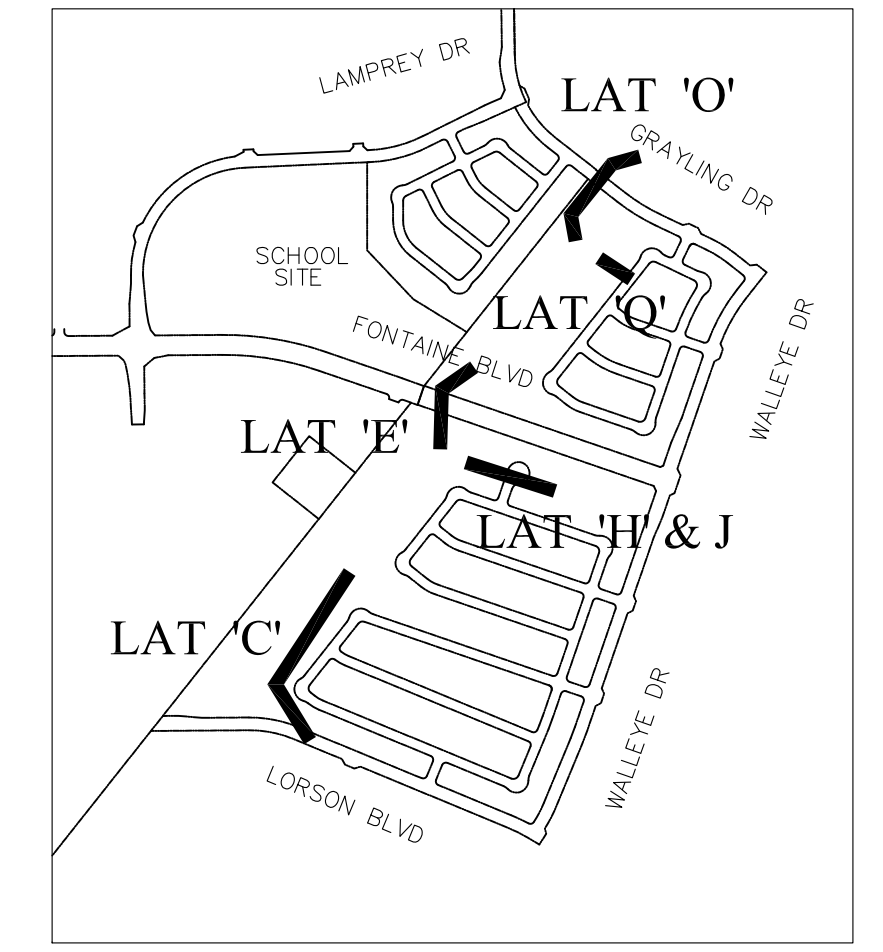 LAMPREY DR
LAT 'O'
GRAYLING DR
SCHOOL
SITE
LAT 'Q'
FONTAINE BLVD
WALLEYE DR
LAT 'E'
LAT 'H' & J
LAT 'C'
WALLEYE DR
LORSON BLVD